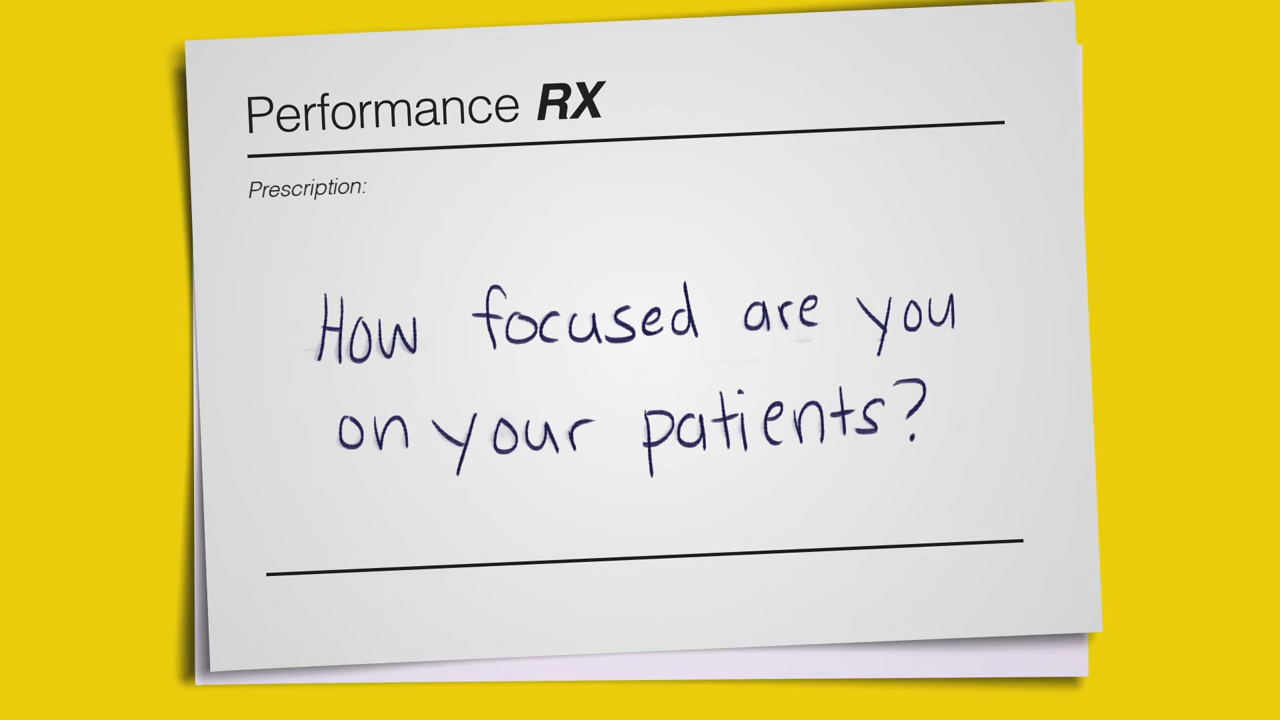 Performance RX
Prescription:
How focused are you
on your patients?